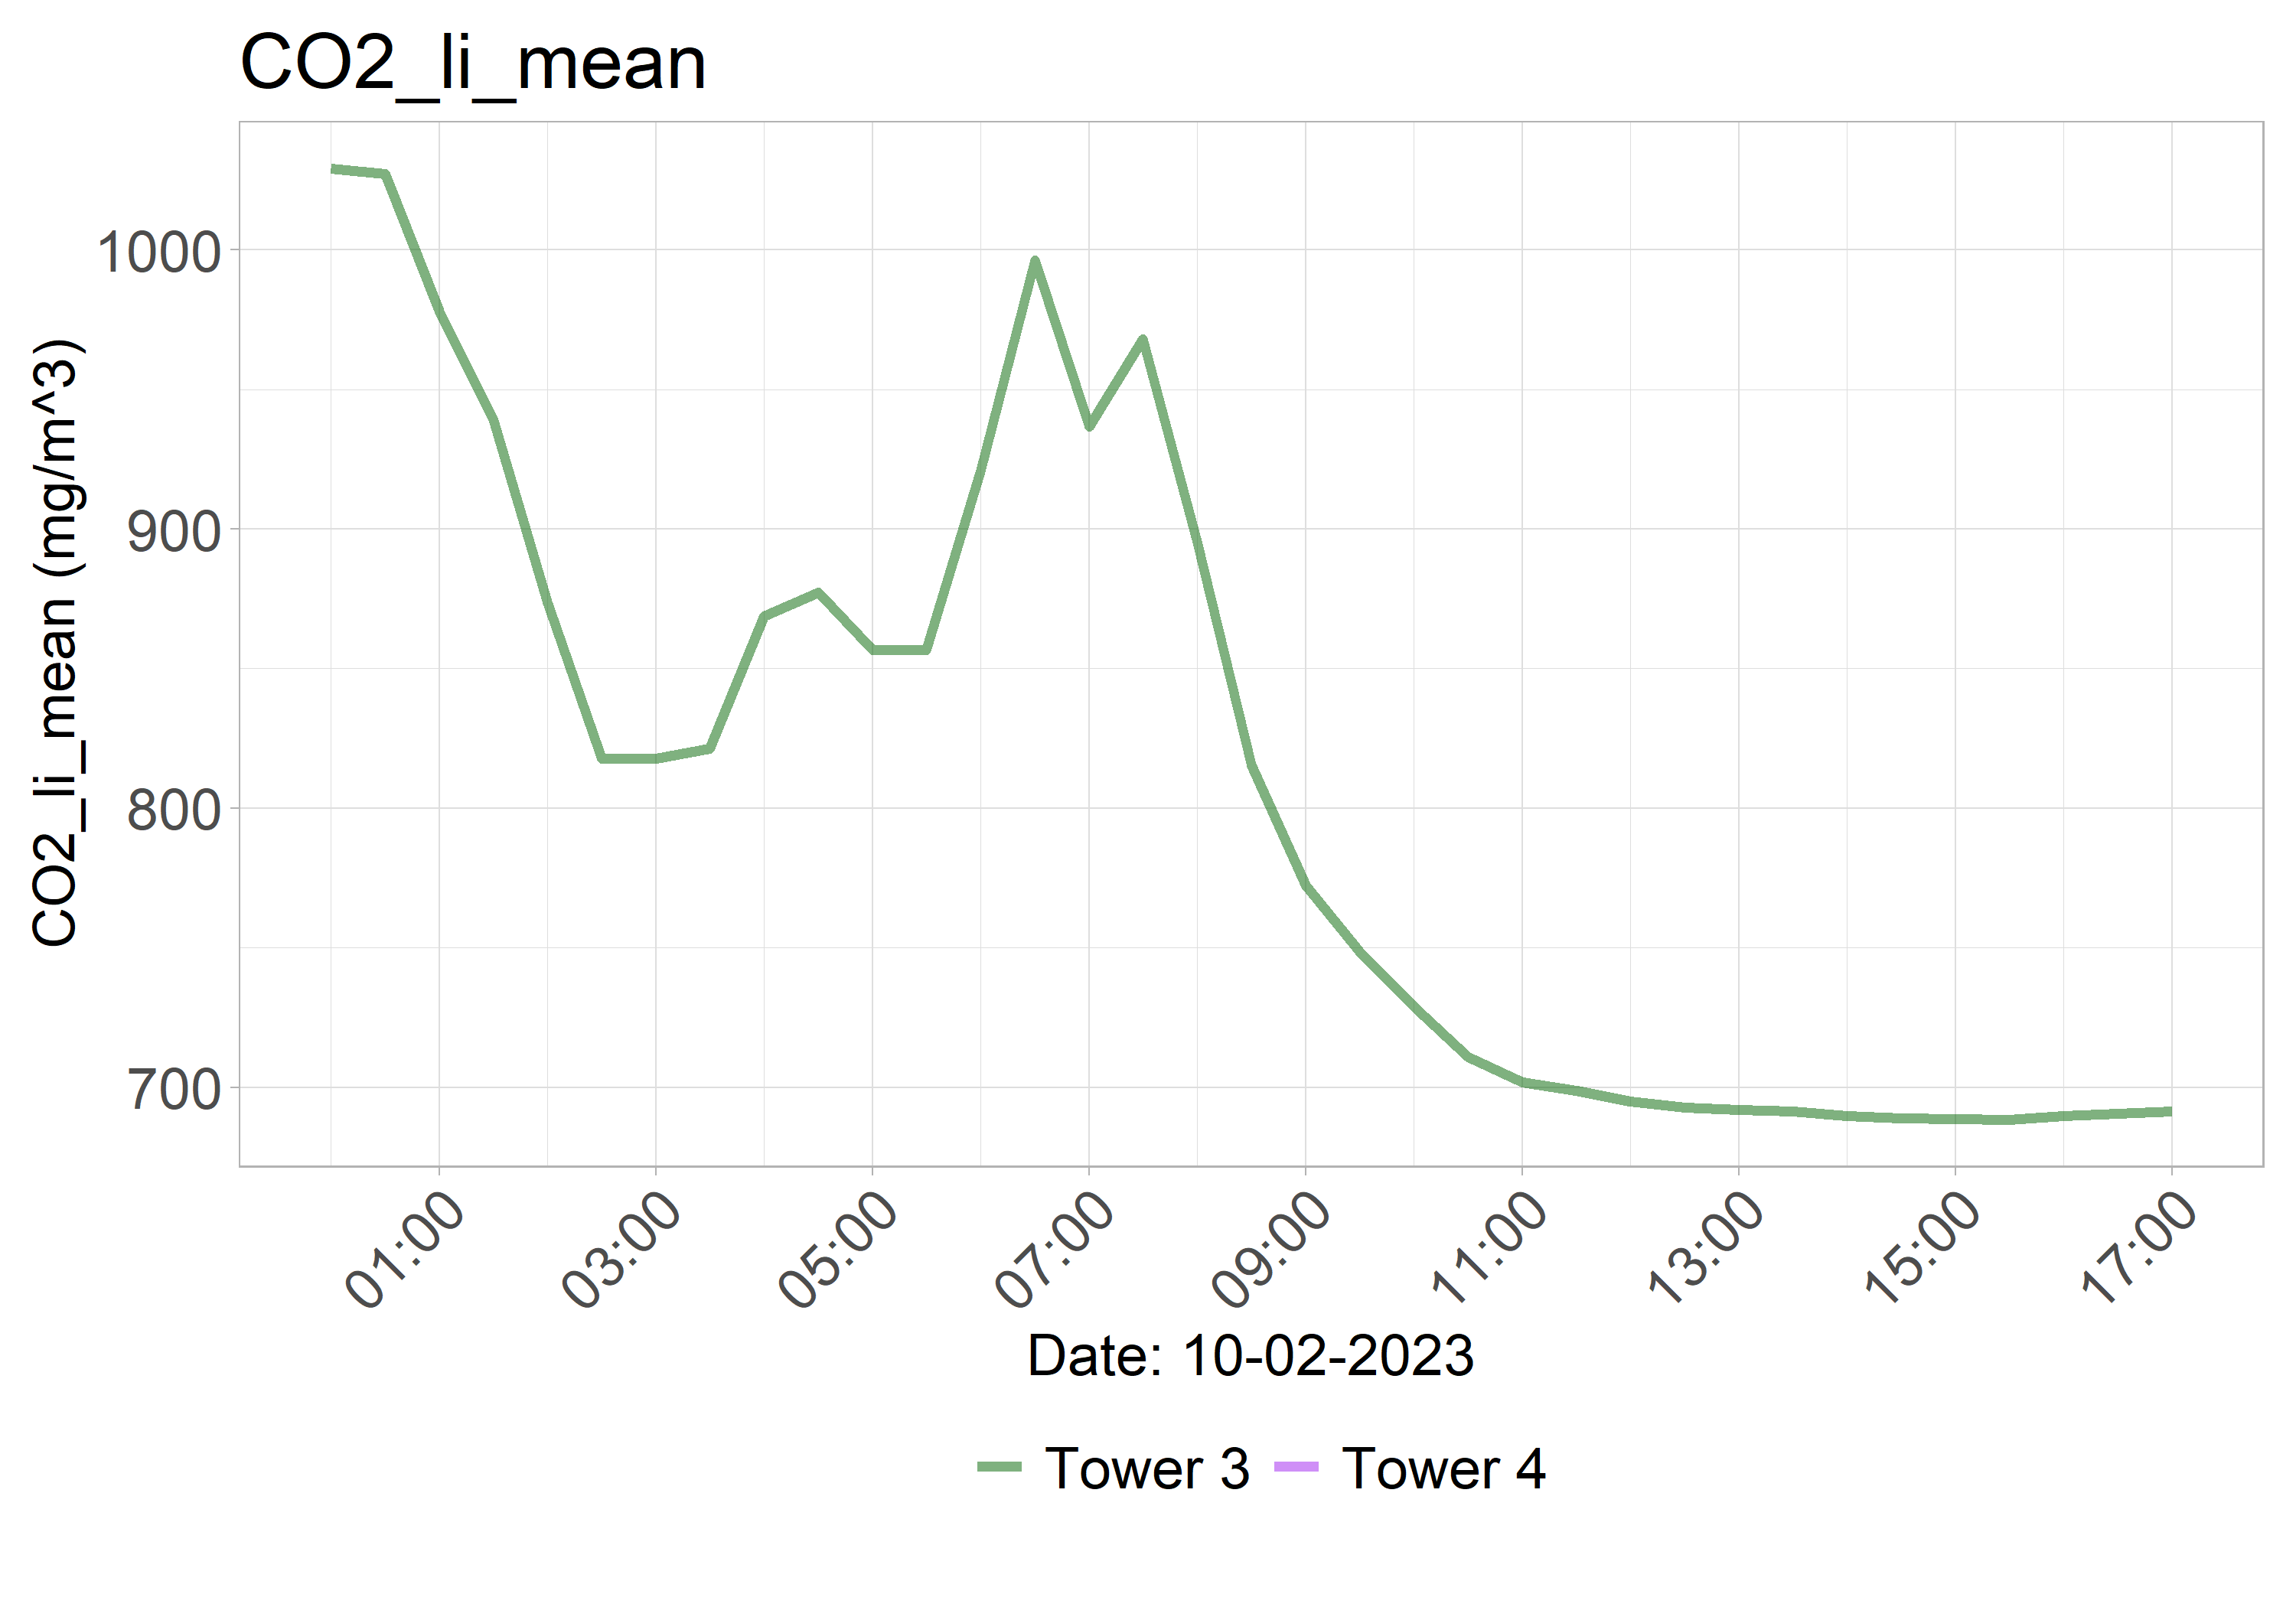 CO2_li_mean
CO2_li_mean (mg/m^3)
1000
900
800
700
01:00 03:00 05:00 07:00 09:00 11:00 13:00 15:00 17:00
Date: 10-02-2023
Tower 3 Tower 4